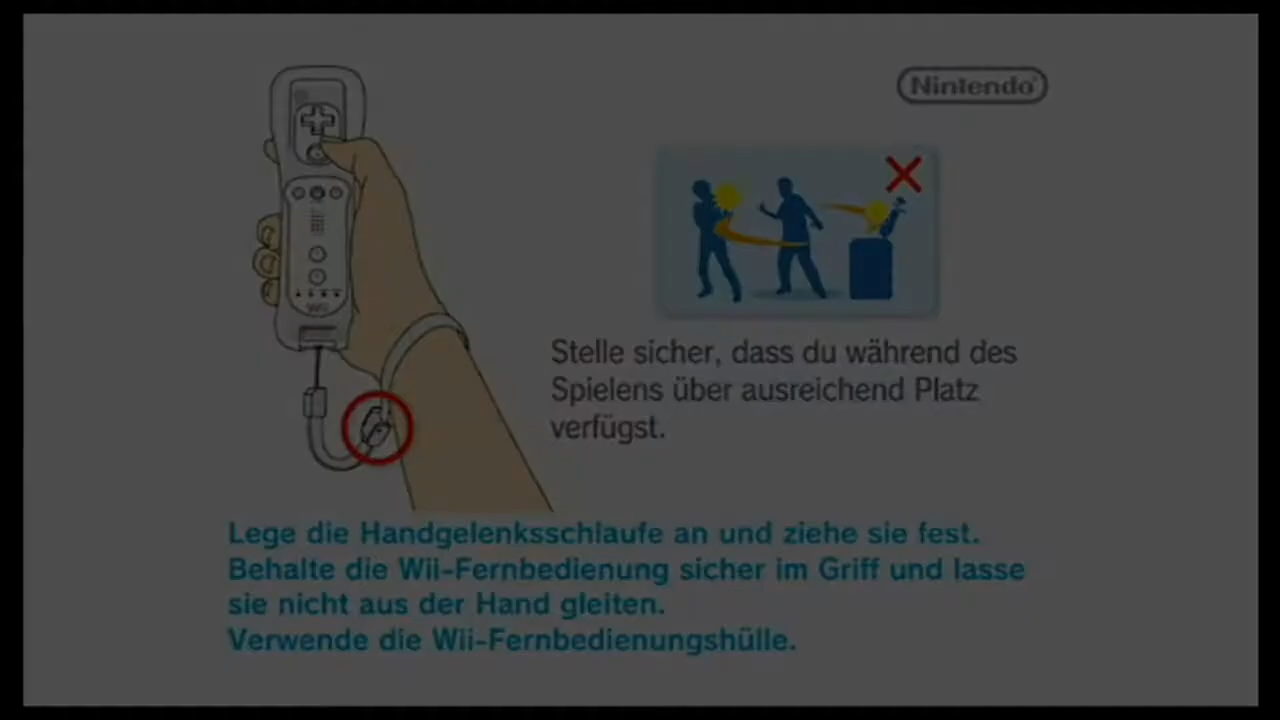 Nintendo
Wii
Stelle sicher, dass du während des
Spielens über ausreichend Platz
verfügst.
Lege die Handgelenksschlaufe an und ziehe sie fest.
Behalte die Wii-Fernbedienung sicher im Griff und lasse
sie nicht aus der Hand gleiten.
Verwende die Wii-Fernbedienungshülle.